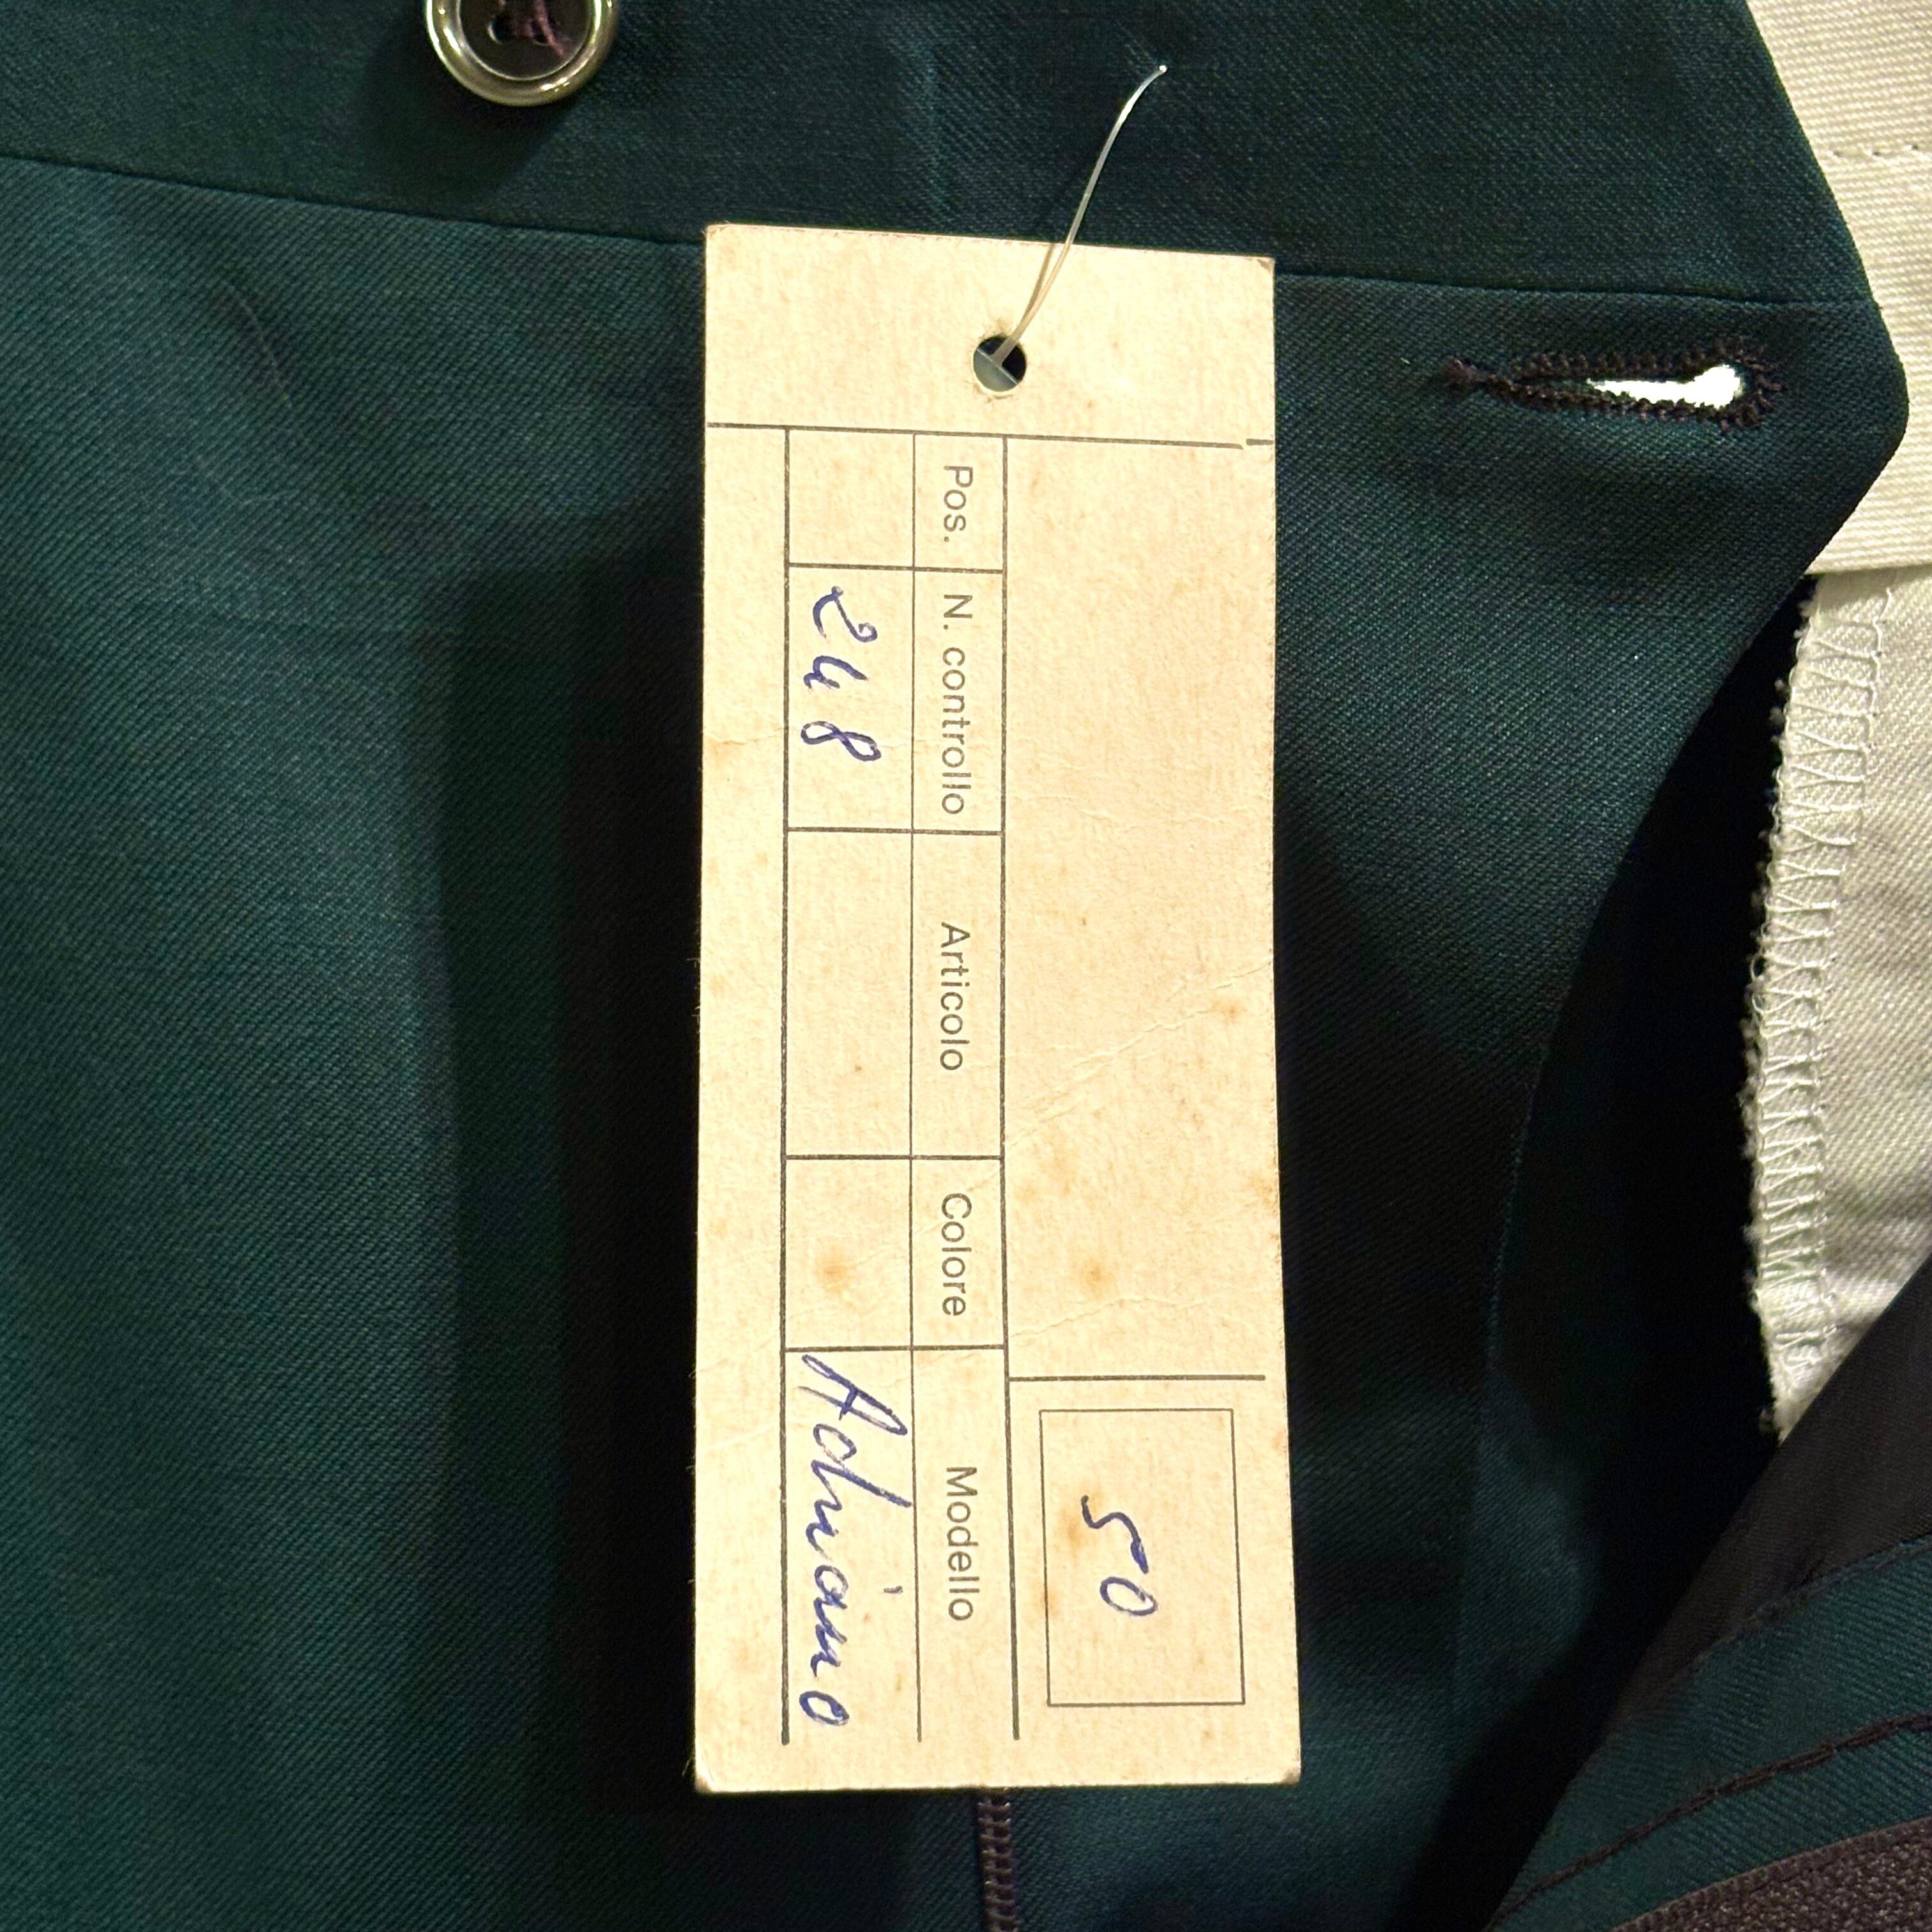 50
Pos. N. controllo Articolo Colore Modello
248 Adriano